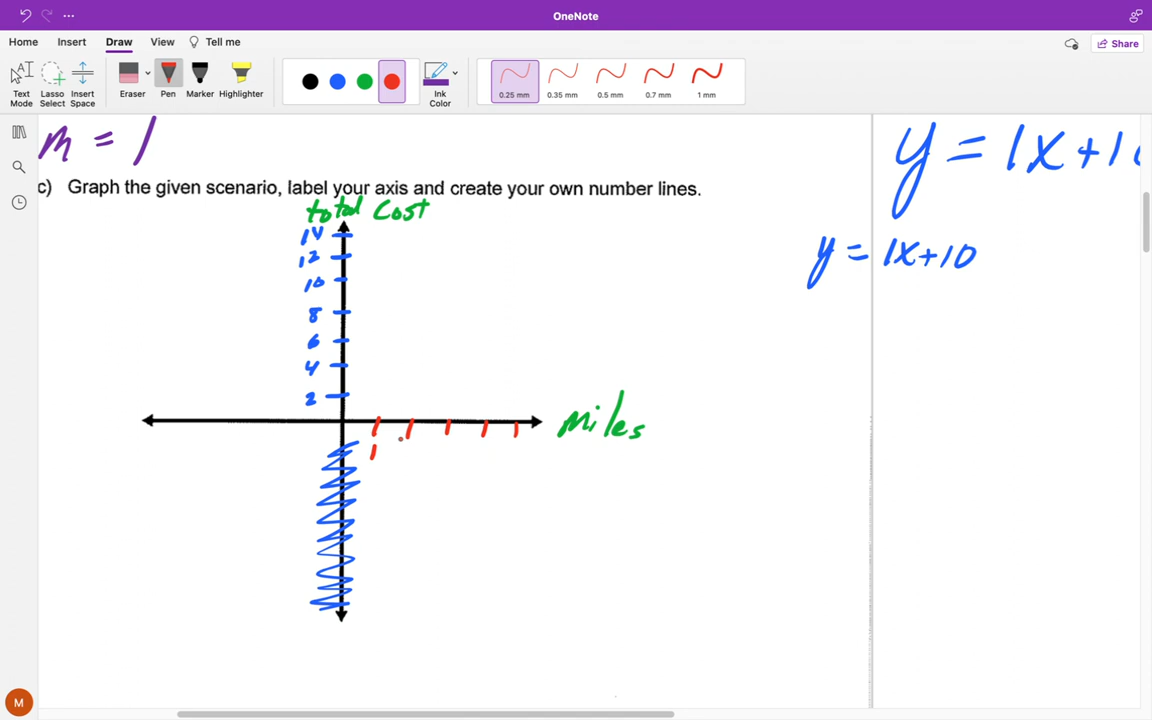 OneNote
Home Insert Draw View Tell me
Share
Text Mode
Lasso Select
Insert Space
Eraser
Pen
Marker
Highlighter
Ink Color
0.25 mm
0.35 mm
0.5 mm
0.7 mm
1 mm
m = 1
y = 1x+1
c) Graph the given scenario, label your axis and create your own number lines.
total cost
14
12
10
8
6
4
2
y = 1x+10
miles
1
M